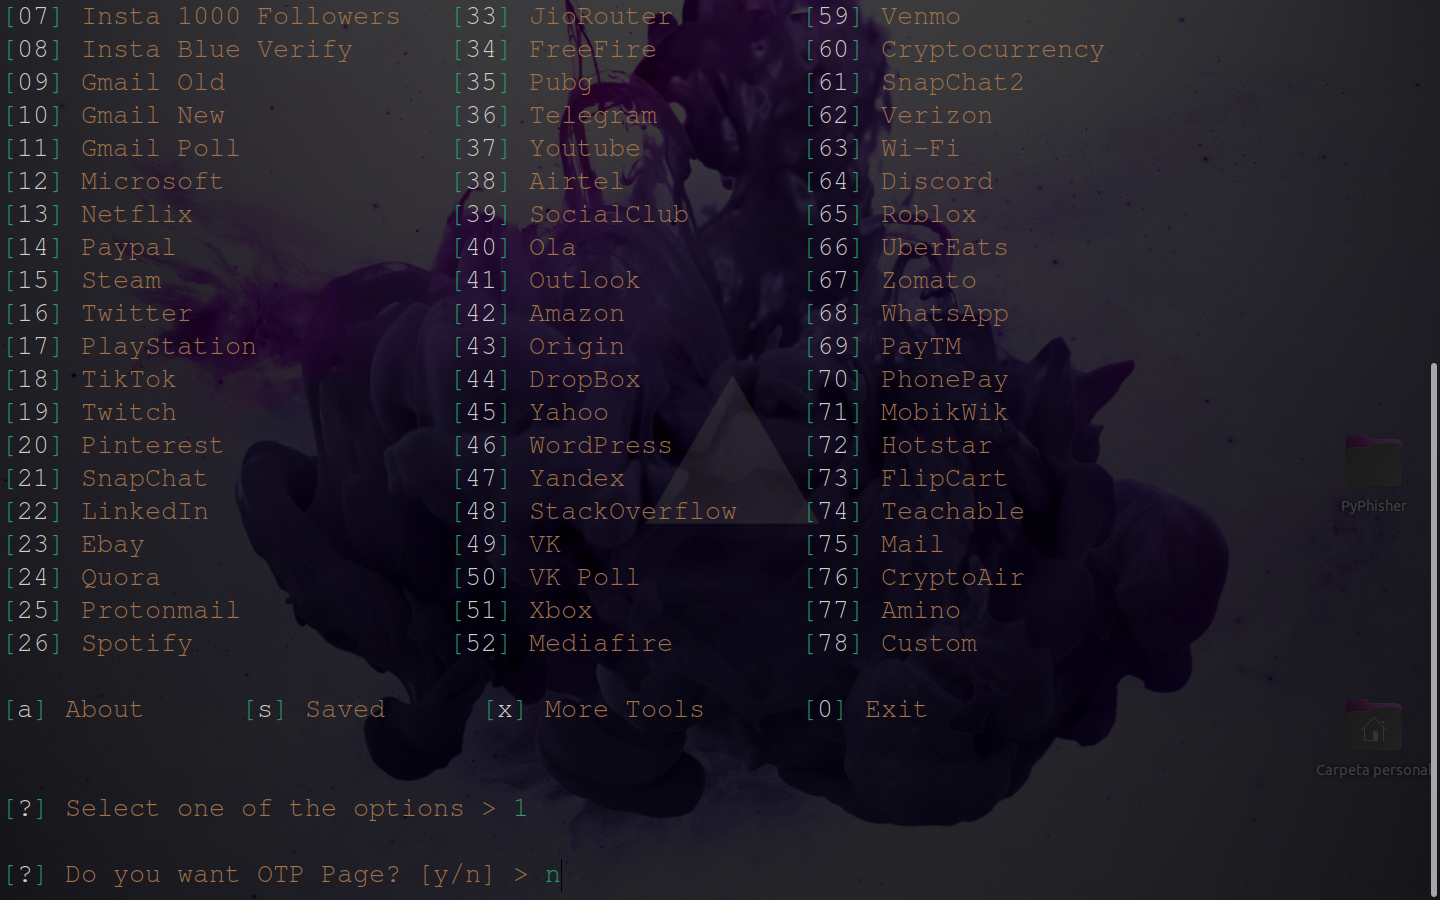 [07] Insta 1000 Followers [33] JioRouter [59] Venmo
[08] Insta Blue Verify [34] FreeFire [60] Cryptocurrency
[09] Gmail Old [35] Pubg [61] SnapChat2
[10] Gmail New [36] Telegram [62] Verizon
[11] Gmail Poll [37] Youtube [63] Wi-Fi
[12] Microsoft [38] Airtel [64] Discord
[13] Netflix [39] SocialClub [65] Roblox
[14] Paypal [40] Ola [66] UberEats
[15] Steam [41] Outlook [67] Zomato
[16] Twitter [42] Amazon [68] WhatsApp
[17] PlayStation [43] Origin [69] PayTM
[18] TikTok [44] DropBox [70] PhonePay
[19] Twitch [45] Yahoo [71] MobikWik
[20] Pinterest [46] WordPress [72] Hotstar
[21] SnapChat [47] Yandex [73] FlipCart
[22] LinkedIn [48] StackOverflow [74] Teachable
[23] Ebay [49] VK [75] Mail
[24] Quora [50] VK Poll [76] CryptoAir
[25] Protonmail [51] Xbox [77] Amino
[26] Spotify [52] Mediafire [78] Custom
[a] About [s] Saved [x] More Tools [0] Exit
[?] Select one of the options > 1
[?] Do you want OTP Page? [y/n] > n
PyPhisher
Carpeta personal